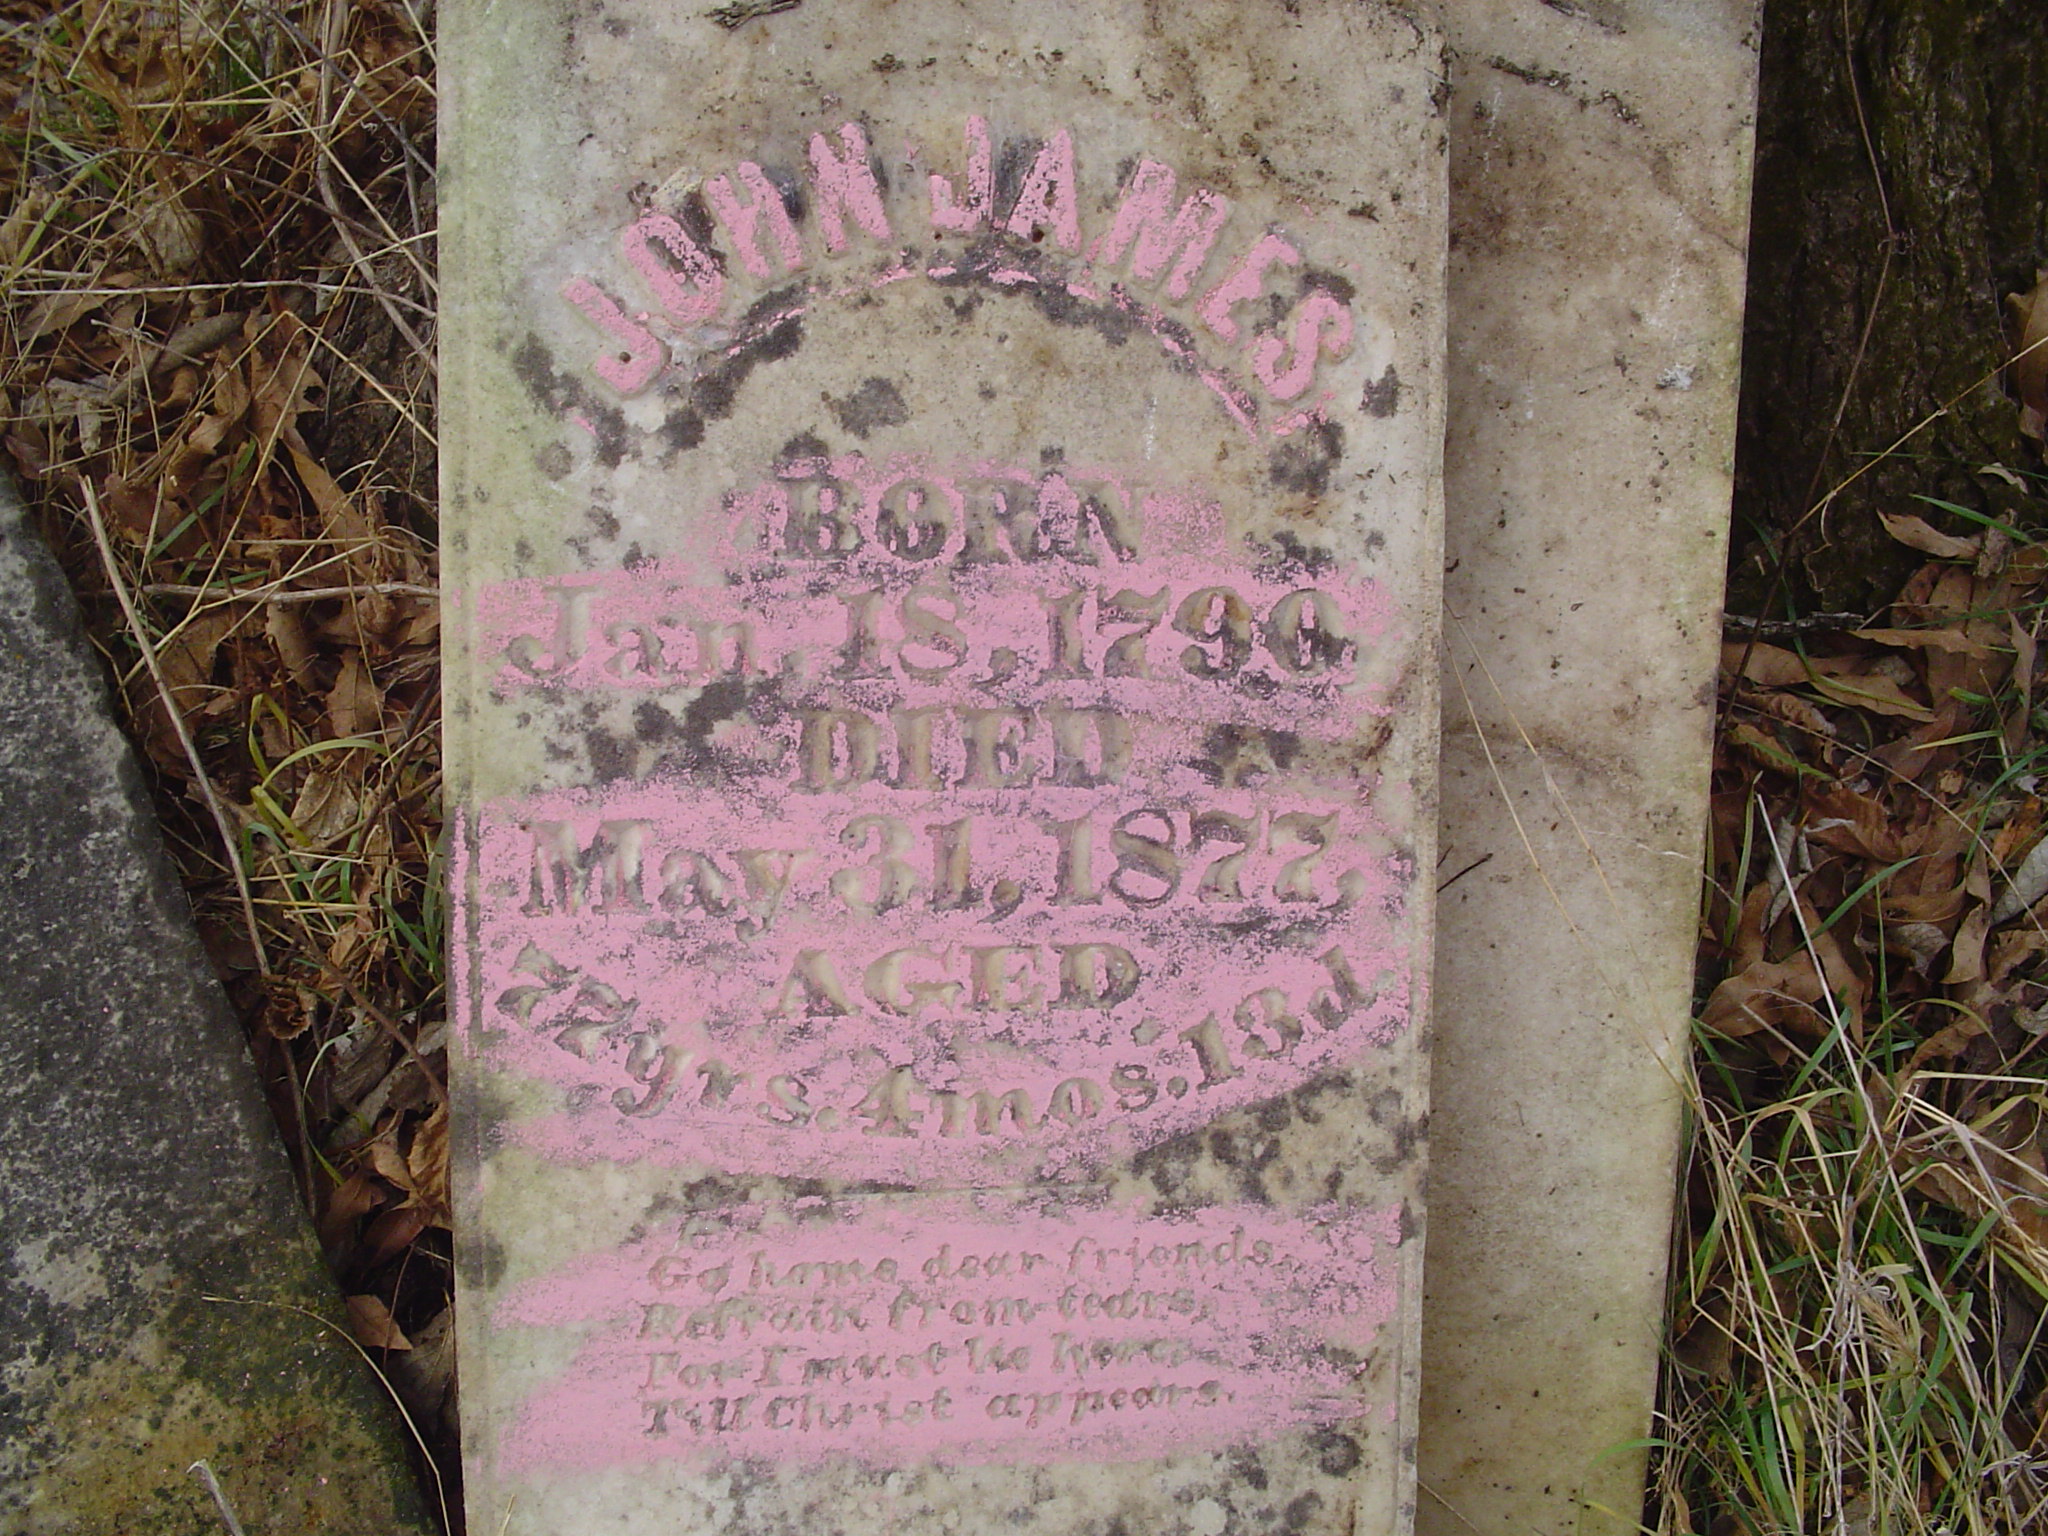 JOHN JAMES,
BORN
Jan. 18, 1790
DIED
May 31, 1877,
AGED
77 yrs. 4 mos. 13 d.
Go home dear friends,
Refrain from tears,
For I must lie here
Till Christ appears.